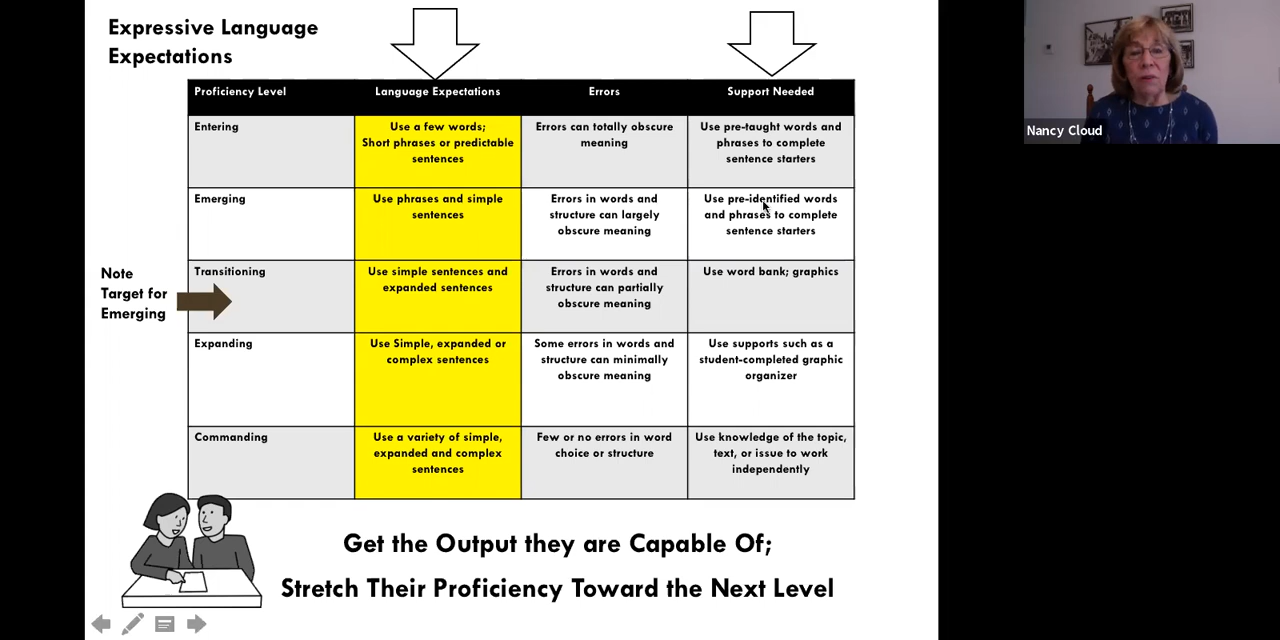 Expressive Language
Expectations
Proficiency Level
Language Expectations
Errors
Support Needed
Entering
Use a few words;
Short phrases or predictable
sentences
Errors can totally obscure
meaning
Use pre-taught words and
phrases to complete
sentence starters
Emerging
Use phrases and simple
sentences
Errors in words and
structure can largely
obscure meaning
Use pre-identified words
and phrases to complete
sentence starters
Note
Target for
Emerging
Transitioning
Use simple sentences and
expanded sentences
Errors in words and
structure can partially
obscure meaning
Use word bank; graphics
Expanding
Use Simple, expanded or
complex sentences
Some errors in words and
structure can minimally
obscure meaning
Use supports such as a
student-completed graphic
organizer
Commanding
Use a variety of simple,
expanded and complex
sentences
Few or no errors in word
choice or structure
Use knowledge of the topic,
text, or issue to work
independently
Get the Output they are Capable Of;
Stretch Their Proficiency Toward the Next Level
Nancy Cloud